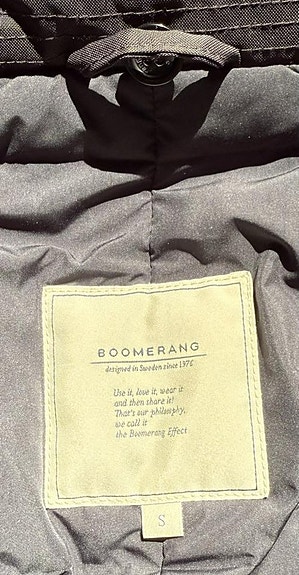 BOOMERANG
designed in Sweden since 1976
Use it, love it, wear it
and then share it!
That's our philosophy,
we call it
the Boomerang Effect
S